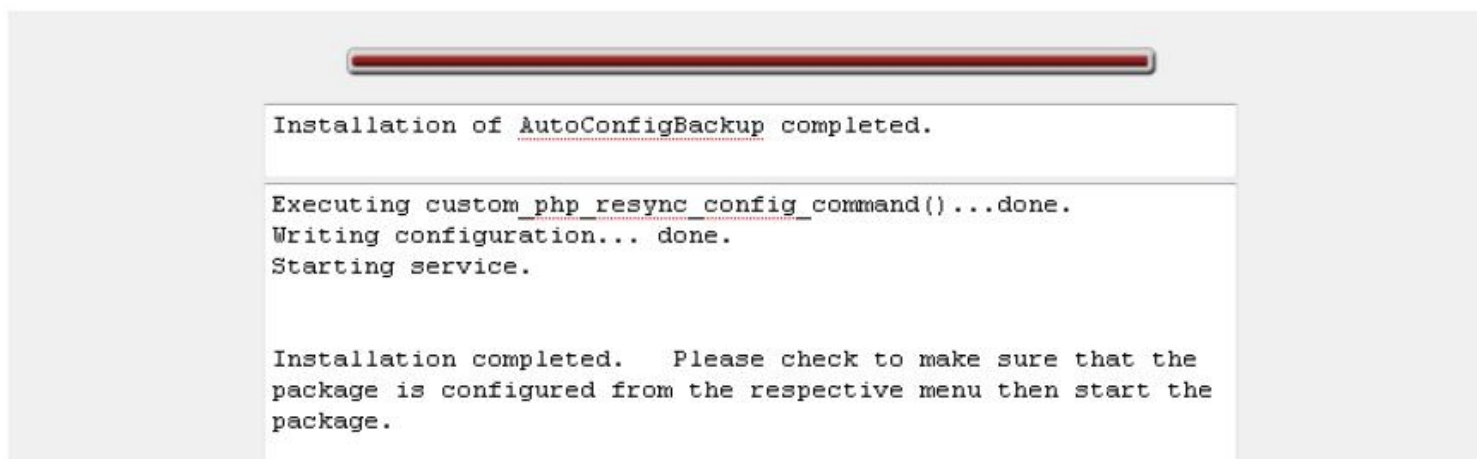 Installation of AutoConfigBackup completed.
Executing custom_php_resync_config_command()...done.
Writing configuration... done.
Starting service.
Installation completed.   Please check to make sure that the
package is configured from the respective menu then start the
package.